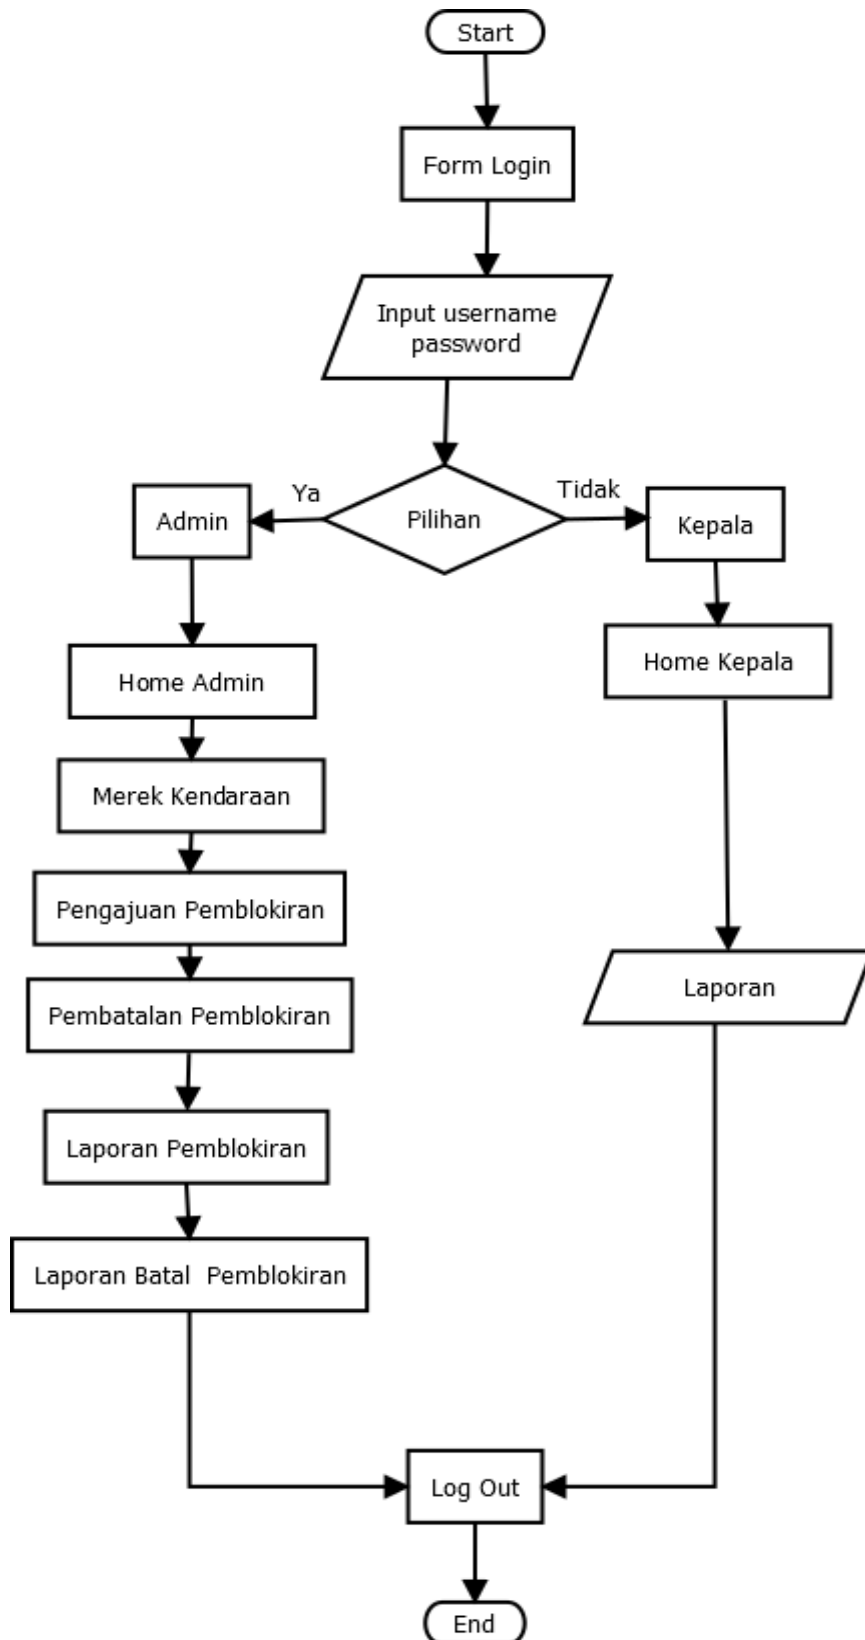 Start
Form Login
Input username
password
Pilihan
Ya
Tidak
Admin
Kepala
Home Admin
Home Kepala
Merek Kendaraan
Pengajuan Pemblokiran
Pembatalan Pemblokiran
Laporan
Laporan Pemblokiran
Laporan Batal  Pemblokiran
Log Out
End